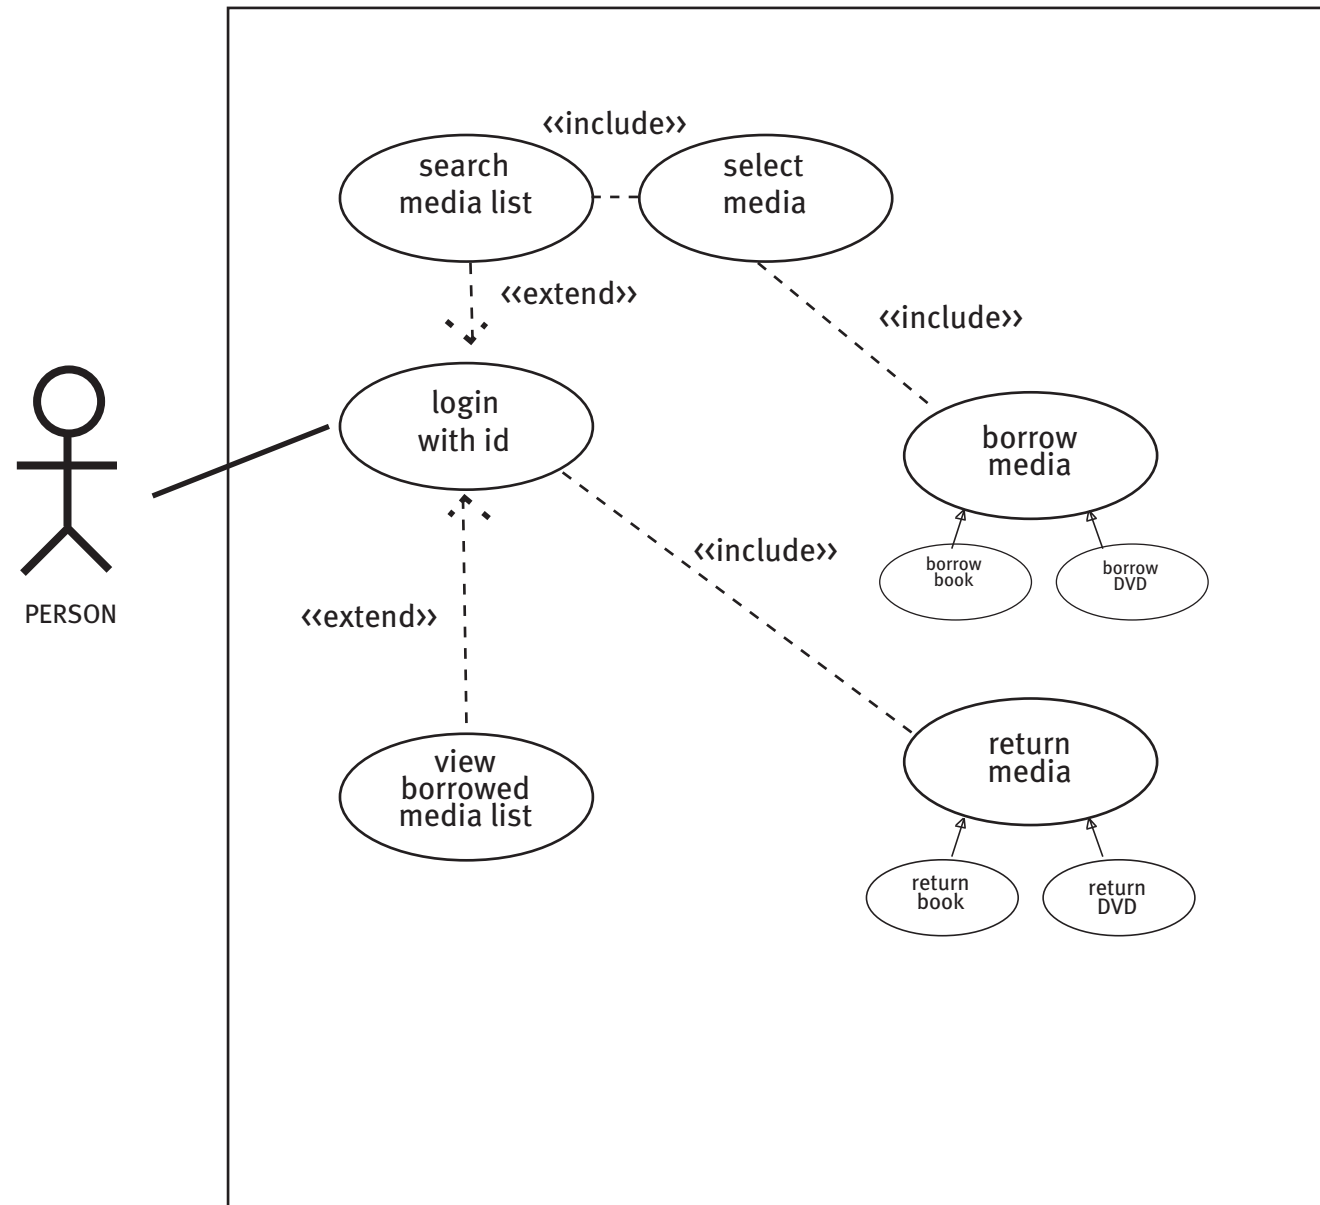 <<include>>
search
media list
select
media
<<extend>>
<<include>>
login
with id
borrow
media
<<include>>
borrow
book
borrow
DVD
PERSON
<<extend>>
return
media
view
borrowed
media list
return
book
return
DVD